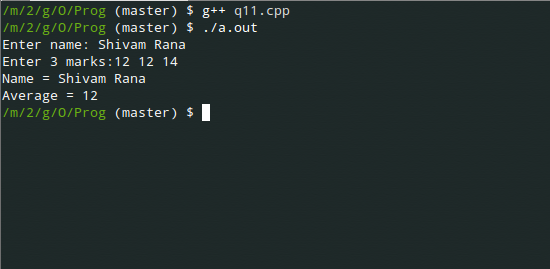 /m/2/g/O/Prog (master) $ g++ q11.cpp
/m/2/g/O/Prog (master) $ ./a.out
Enter name: Shivam Rana
Enter 3 marks:12 12 14
Name = Shivam Rana
Average = 12
/m/2/g/O/Prog (master) $